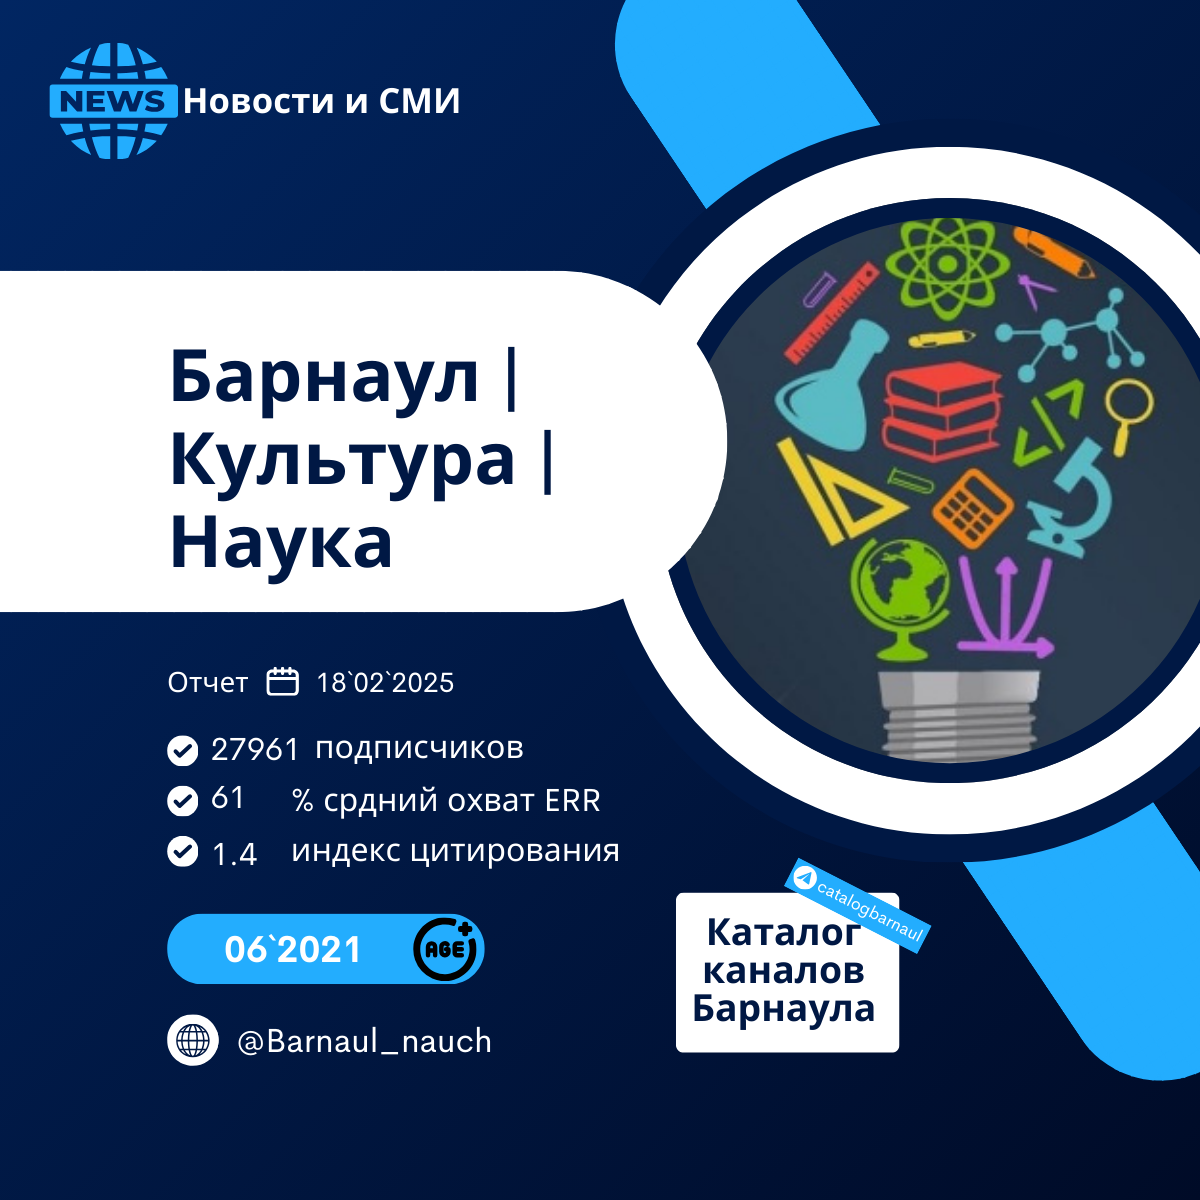 NEWS Новости и СМИ
Барнаул |
Культура |
Наука
Отчет 18`02`2025
27961 подписчиков
61 % срдний охват ERR
1.4 индекс цитирования
06`2021 AGE+
@Barnaul_nauch
catalogbarnaul
Каталог
каналов
Барнаула